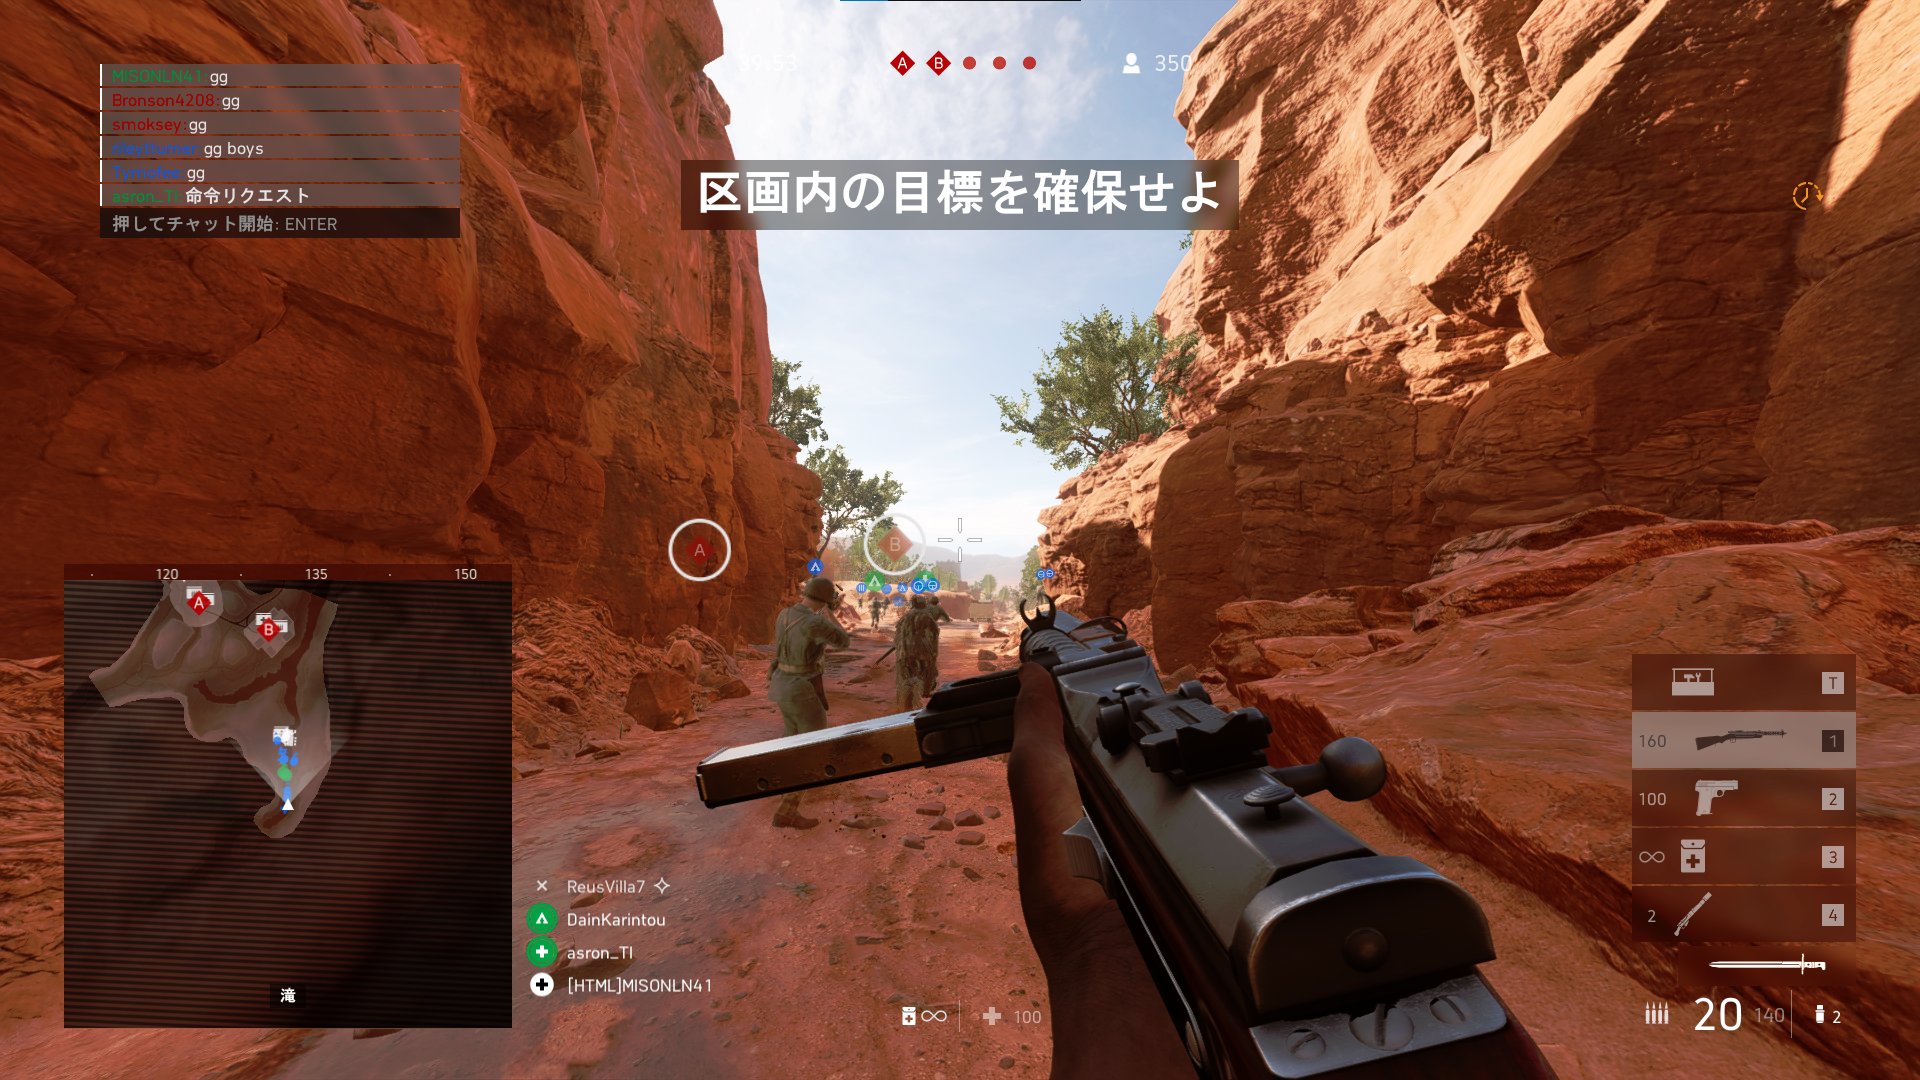 MISONLN41: gg
Bronson4208: gg
smoksey: gg
gg boys
gg
asron_TI: 命令リクエスト
押してチャット開始: ENTER
39:53
A B
350
区画内の目標を確保せよ
A
B
120 135 150
A
B
滝
ReusVilla7
DainKarintou
asron_TI
[HTML]MISONLN41
∞
100
T
160 1
100 2
∞ 3
2 4
20 140 2